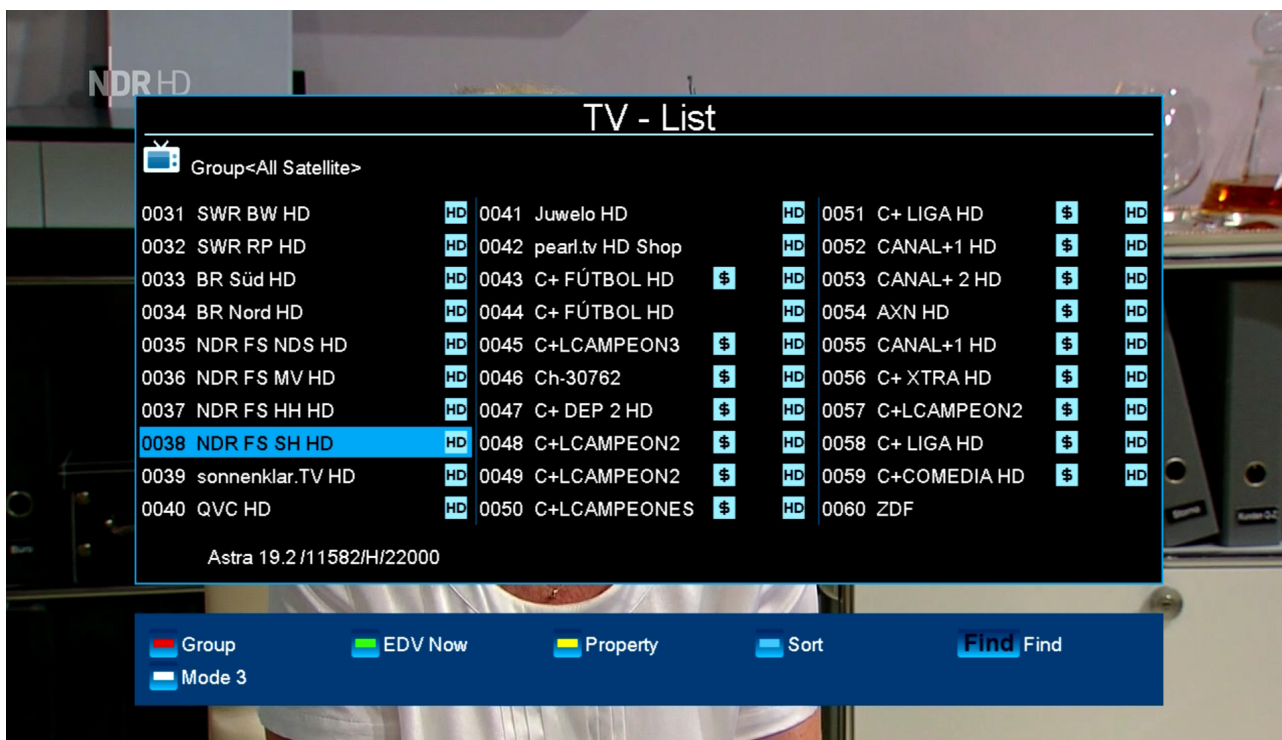 NDR HD
TV - List
Group<All Satellite>
0031 SWR BW HD HD
0032 SWR RP HD HD
0033 BR Süd HD HD
0034 BR Nord HD HD
0035 NDR FS NDS HD HD
0036 NDR FS MV HD HD
0037 NDR FS HH HD HD
0038 NDR FS SH HD HD
0039 sonnenklar.TV HD HD
0040 QVC HD HD
0041 Juwelo HD HD
0042 pearl.tv HD Shop HD
0043 C+ FÚTBOL HD $ HD
0044 C+ FÚTBOL HD HD
0045 C+LCAMPEON3 $ HD
0046 Ch-30762 $ HD
0047 C+ DEP 2 HD $ HD
0048 C+LCAMPEON2 $ HD
0049 C+LCAMPEON2 $ HD
0050 C+LCAMPEONES $ HD
0051 C+ LIGA HD $ HD
0052 CANAL+1 HD $ HD
0053 CANAL+ 2 HD $ HD
0054 AXN HD $ HD
0055 CANAL+1 HD $ HD
0056 C+ XTRA HD $ HD
0057 C+LCAMPEON2 $ HD
0058 C+ LIGA HD $ HD
0059 C+COMEDIA HD $ HD
0060 ZDF
Astra 19.2 /11582/H/22000
Group EDV Now Property Sort Find Find
Mode 3
Büro